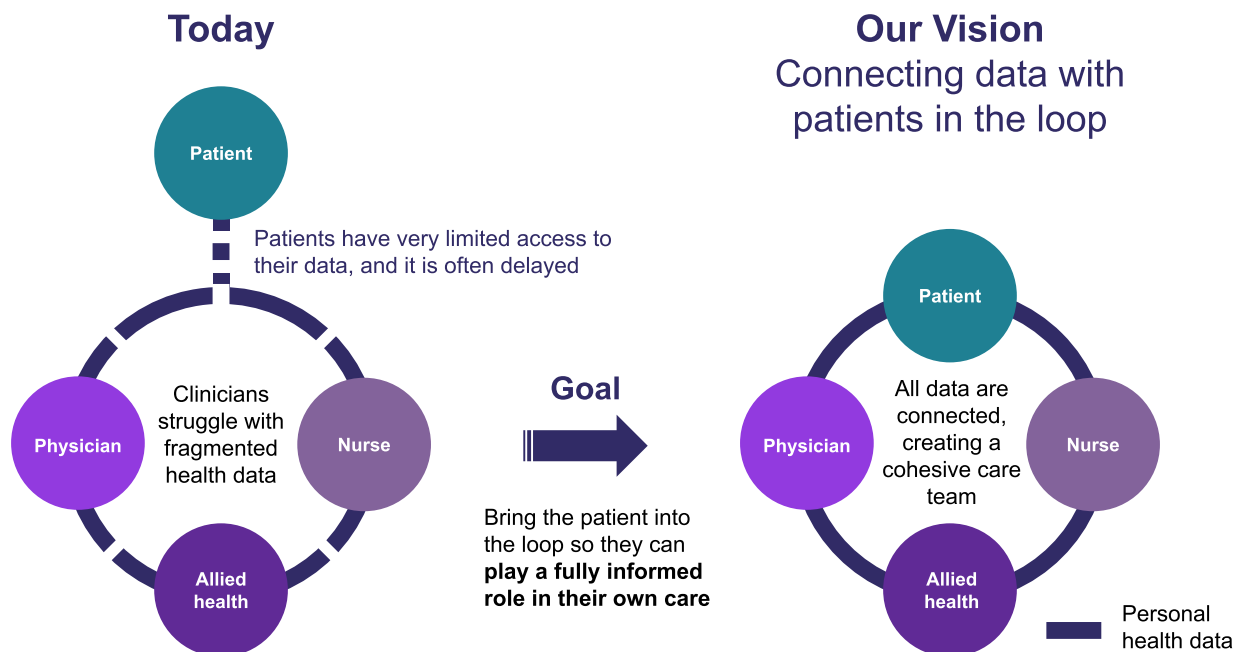 Today
Patient
Patients have very limited access to
their data, and it is often delayed
Clinicians
struggle with
fragmented
health data
Physician
Nurse
Allied
health
Goal
Bring the patient into
the loop so they can
play a fully informed
role in their own care
Our Vision
Connecting data with
patients in the loop
Patient
All data are
connected,
creating a
cohesive care
team
Physician
Nurse
Allied
health
Personal
health data